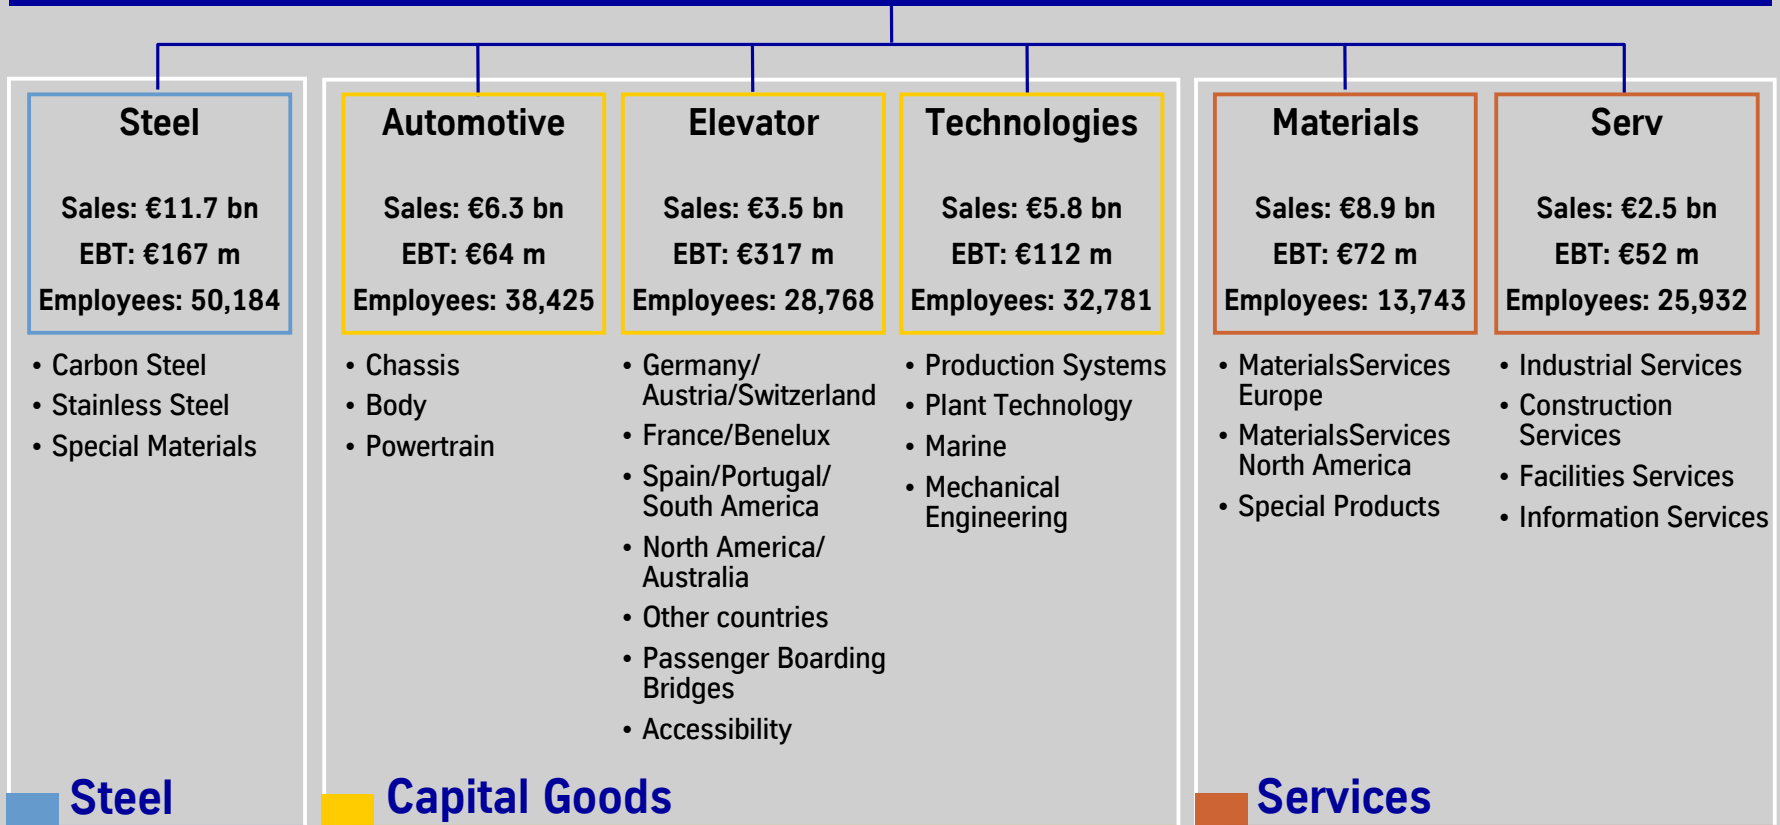 Steel
Sales: €11.7 bn
EBT: €167 m
Employees: 50,184
• Carbon Steel
• Stainless Steel
• Special Materials
Automotive
Sales: €6.3 bn
EBT: €64 m
Employees: 38,425
• Chassis
• Body
• Powertrain
Elevator
Sales: €3.5 bn
EBT: €317 m
Employees: 28,768
• Germany/
Austria/Switzerland
• France/Benelux
• Spain/Portugal/
South America
• North America/
Australia
• Other countries
• Passenger Boarding
Bridges
• Accessibility
Technologies
Sales: €5.8 bn
EBT: €112 m
Employees: 32,781
• Production Systems
• Plant Technology
• Marine
• Mechanical
Engineering
Materials
Sales: €8.9 bn
EBT: €72 m
Employees: 13,743
• MaterialsServices
Europe
• MaterialsServices
North America
• Special Products
Serv
Sales: €2.5 bn
EBT: €52 m
Employees: 25,932
• Industrial Services
• Construction
Services
• Facilities Services
• Information Services
Steel
Capital Goods
Services